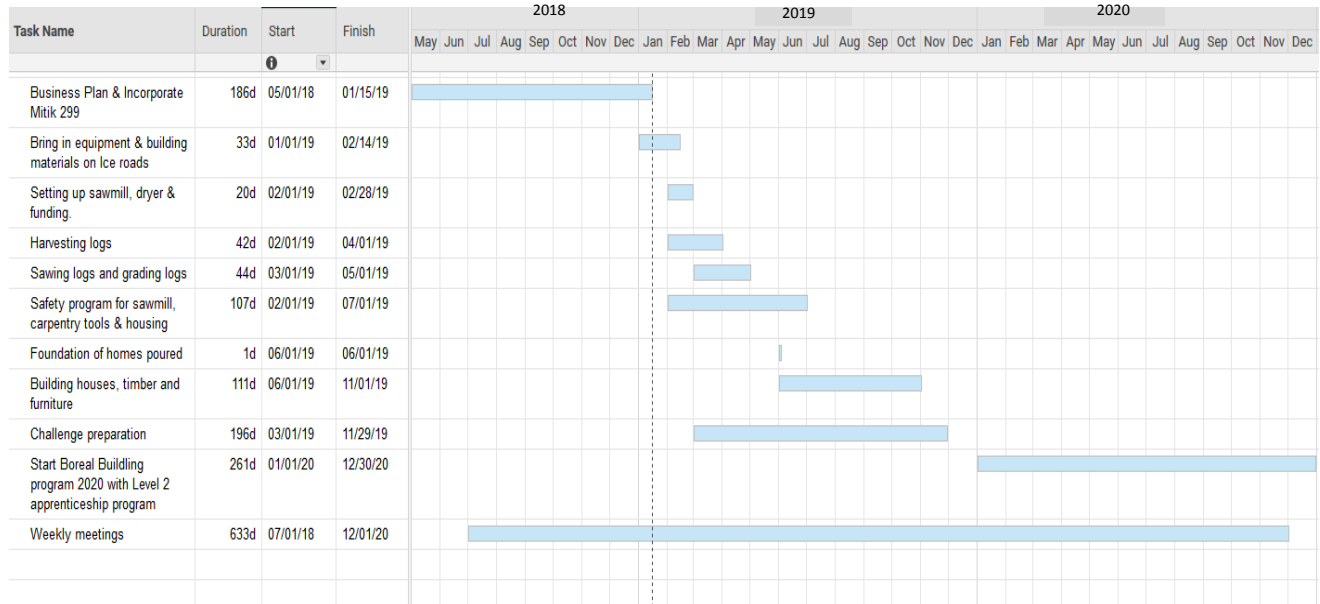 2018 2019 2020
Task Name Duration Start Finish
May Jun Jul Aug Sep Oct Nov Dec Jan Feb Mar Apr May Jun Jul Aug Sep Oct Nov Dec Jan Feb Mar Apr May Jun Jul Aug Sep Oct Nov Dec
Business Plan & Incorporate 186d 05/01/18 01/15/19
Mitik 299
Bring in equipment & building 33d 01/01/19 02/14/19
materials on Ice roads
Setting up sawmill, dryer & 20d 02/01/19 02/28/19
funding.
Harvesting logs 42d 02/01/19 04/01/19
Sawing logs and grading logs 44d 03/01/19 05/01/19
Safety program for sawmill, 107d 02/01/19 07/01/19
carpentry tools & housing
Foundation of homes poured 1d 06/01/19 06/01/19
Building houses, timber and 111d 06/01/19 11/01/19
furniture
Challenge preparation 196d 03/01/19 11/29/19
Start Boreal Buildling 261d 01/01/20 12/30/20
program 2020 with Level 2
apprenticeship program
Weekly meetings 633d 07/01/18 12/01/20